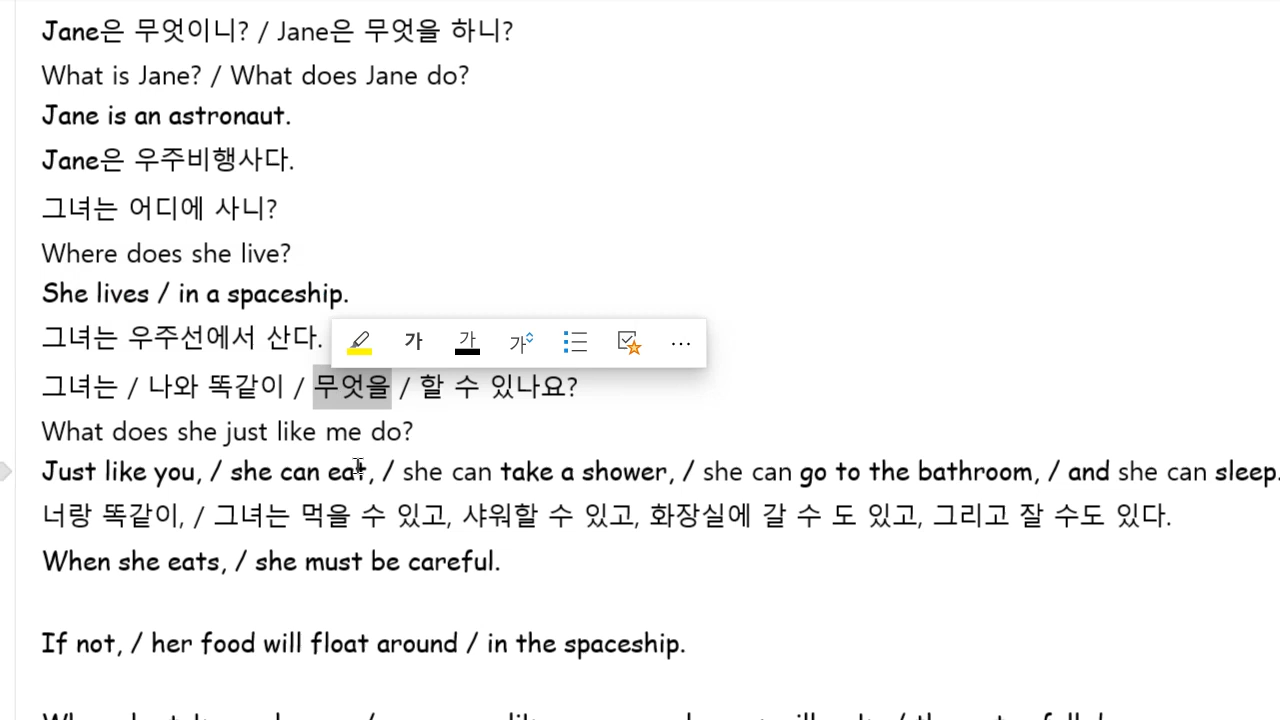 Jane은 무엇이니? / Jane은 무엇을 하니?
What is Jane? / What does Jane do?
Jane is an astronaut.
Jane은 우주비행사다.
그녀는 어디에 사니?
Where does she live?
She lives / in a spaceship.
그녀는 우주선에서 산다.
가 가 가
그녀는 / 나와 똑같이 / 무엇을 / 할 수 있나요?
What does she just like me do?
Just like you, / she can eat, / she can take a shower, / she can go to the bathroom, / and she can sleep.
너랑 똑같이, / 그녀는 먹을 수 있고, 샤워할 수 있고, 화장실에 갈 수 도 있고, 그리고 잘 수도 있다.
When she eats, / she must be careful.
If not, / her food will float around / in the spaceship.